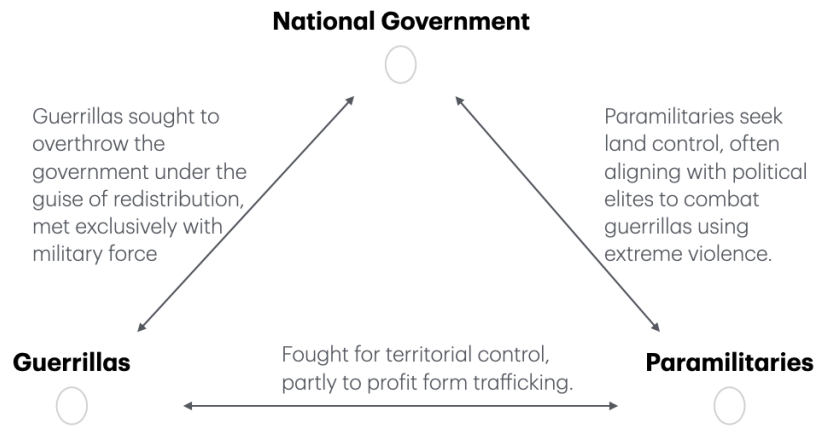 National Government
Guerrillas sought to
overthrow the
government under the
guise of redistribution,
met exclusively with
military force
Paramilitaries seek
land control, often
aligning with political
elites to combat
guerrillas using
extreme violence.
Guerrillas
Fought for territorial control,
partly to profit form trafficking.
Paramilitaries